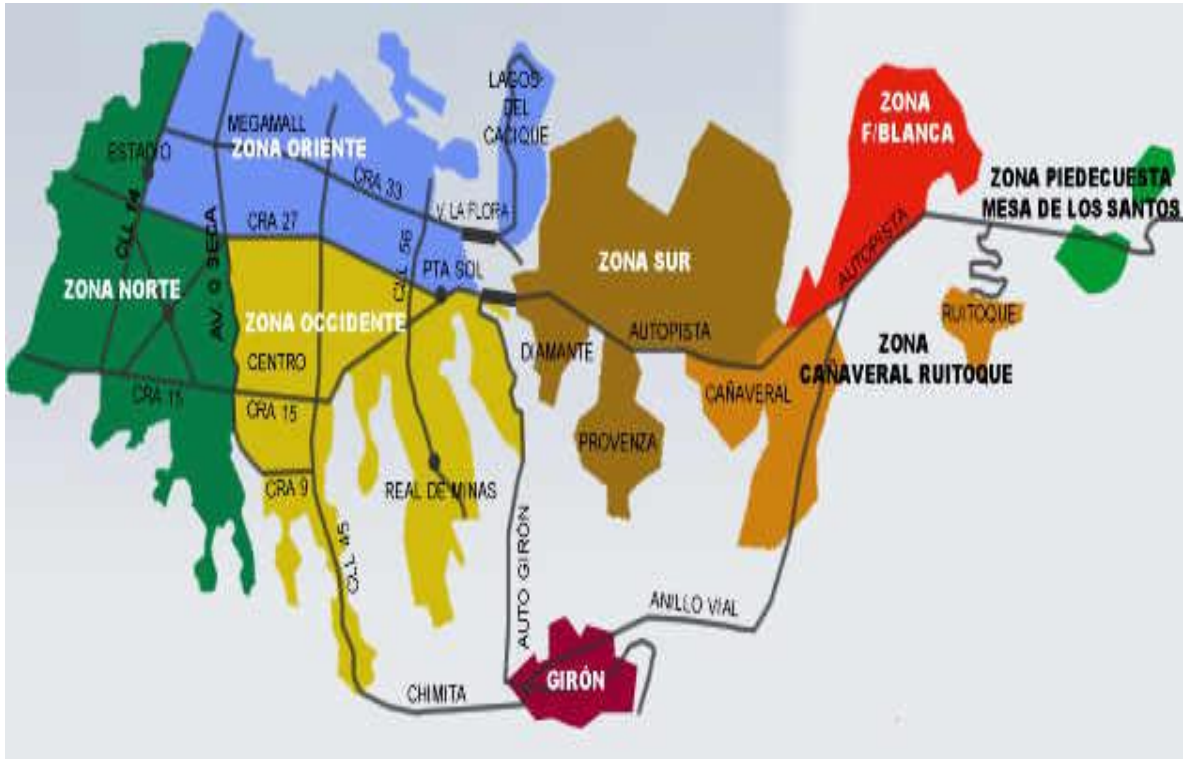 LAGOS
DEL
CACIQUE
ZONA
F/BLANCA
MEGAMALL
ESTADIO
ZONA ORIENTE
CRA 33
ZONA PIEDECUESTA
MESA DE LOS SANTOS
V. LA FLORA
CLL 14
CRA 27
CLL 56
AUTOPISTA
PTA SOL
ZONA SUR
ZONA NORTE
AV. Q SECA
ZONA OCCIDENTE
RUITOQUE
AUTOPISTA
DIAMANTE
ZONA
CAÑAVERAL RUITOQUE
CENTRO
CAÑAVERAL
CRA 15
CRA 15
PROVENZA
CRA 9
REAL DE MINAS
CLL 45
AUTO GIRÓN
ANILLO VIAL
GIRÓN
CHIMITA